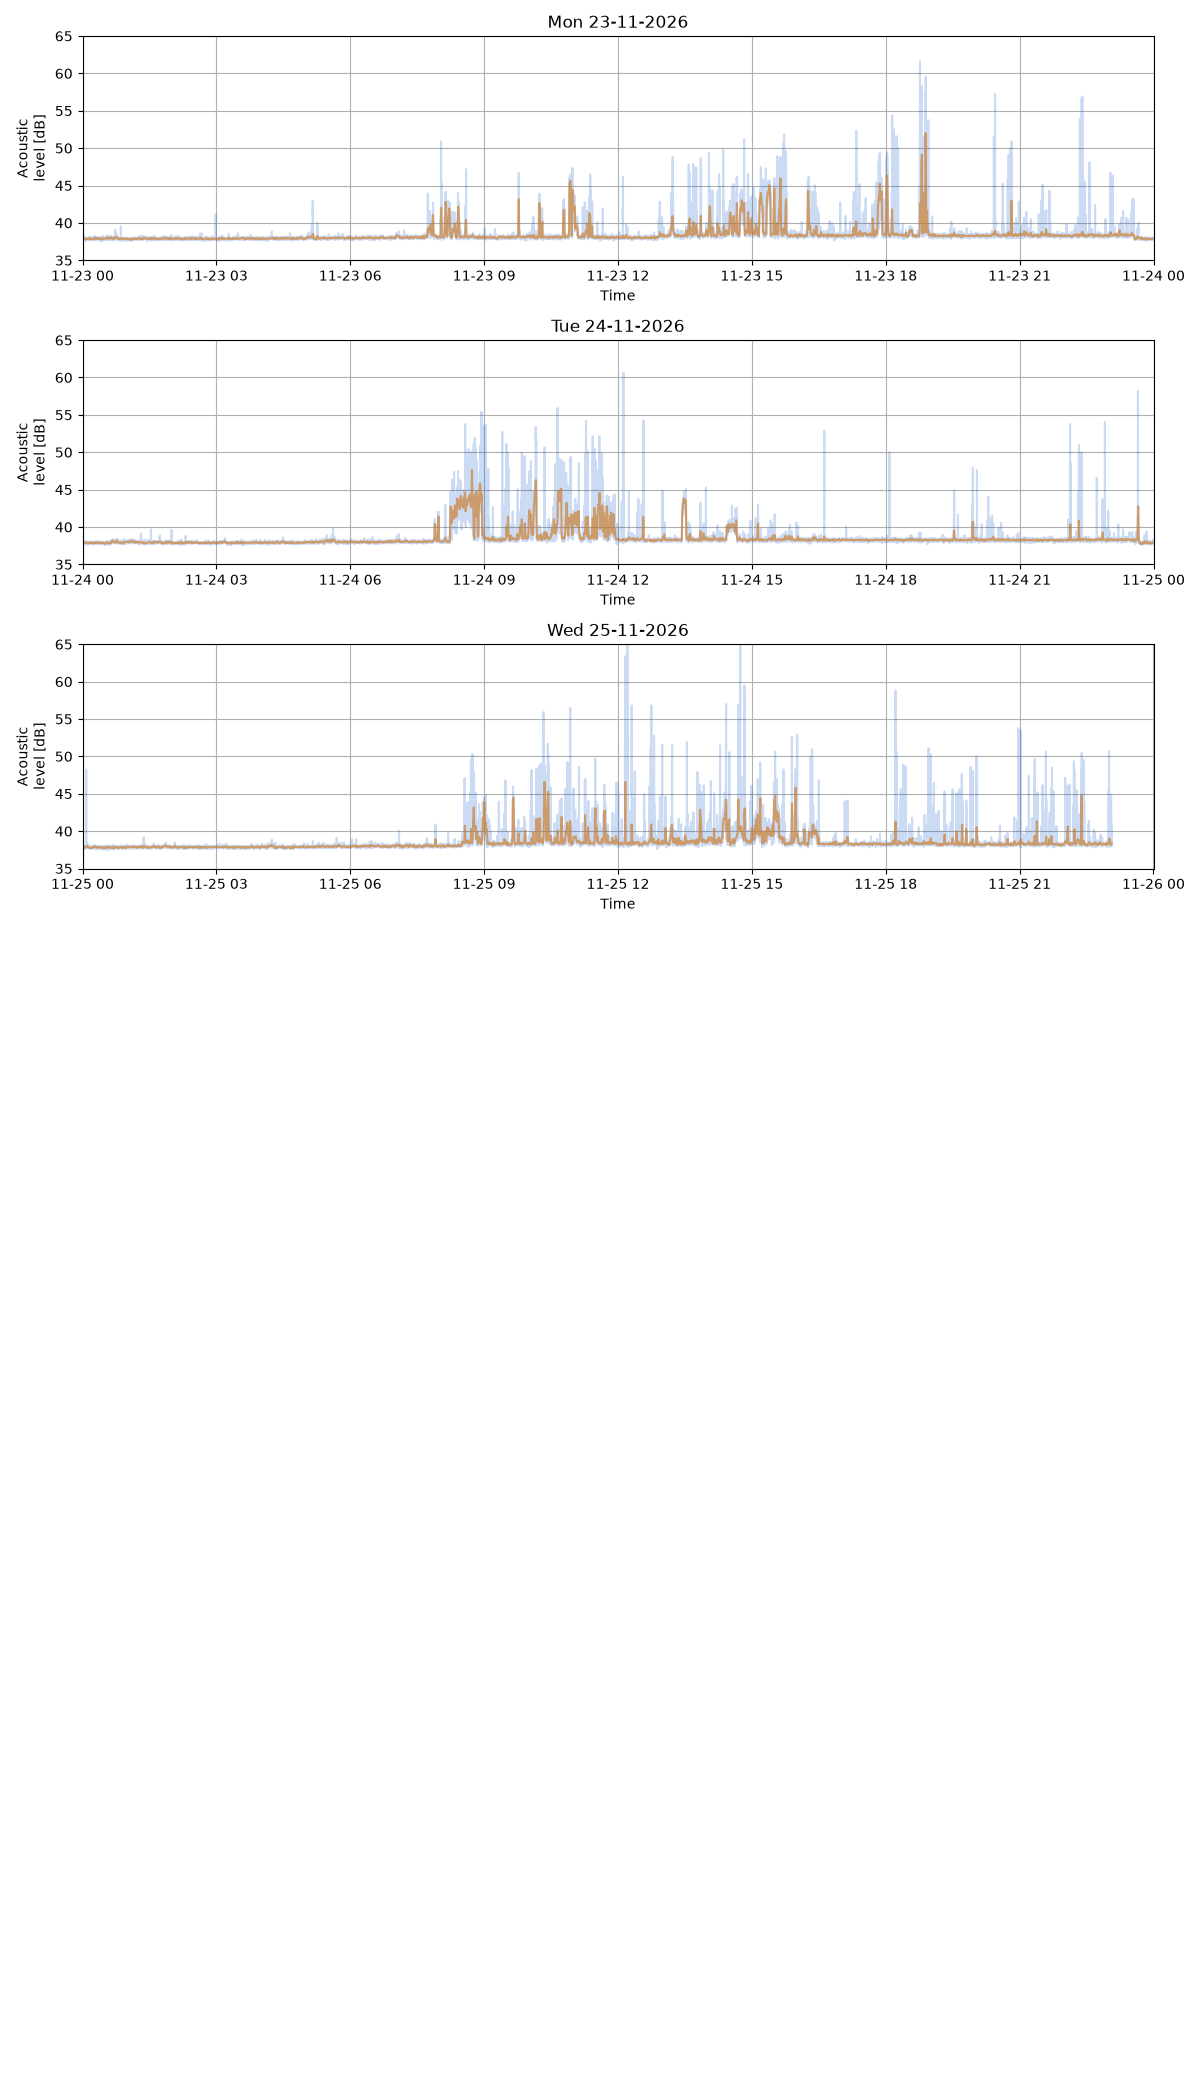 Mon 23-11-2026
65
60
55
50
45
40
35
Acoustic
level [dB]
11-23 00 11-23 03 11-23 06 11-23 09 11-23 12 11-23 15 11-23 18 11-23 21 11-24 00
Time
Tue 24-11-2026
65
60
55
50
45
40
35
Acoustic
level [dB]
11-24 00 11-24 03 11-24 06 11-24 09 11-24 12 11-24 15 11-24 18 11-24 21 11-25 00
Time
Wed 25-11-2026
65
60
55
50
45
40
35
Acoustic
level [dB]
11-25 00 11-25 03 11-25 06 11-25 09 11-25 12 11-25 15 11-25 18 11-25 21 11-26 00
Time